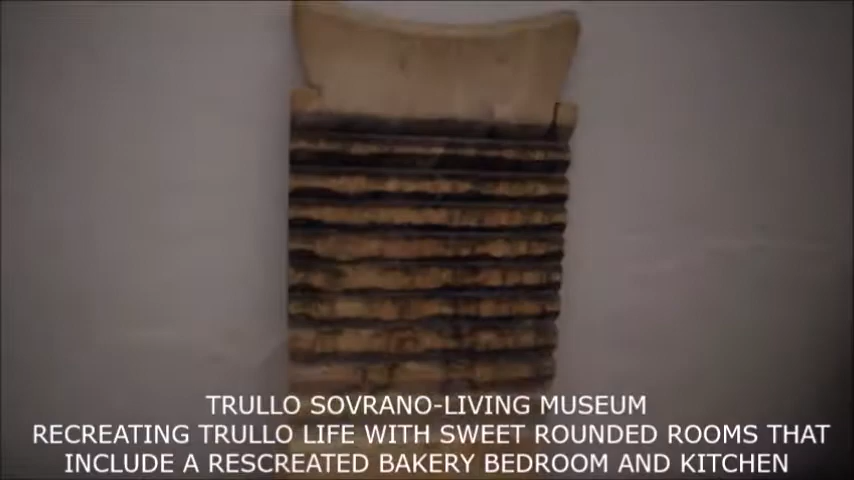 TRULLO SOVRANO-LIVING MUSEUM
RECREATING TRULLO LIFE WITH SWEET ROUNDED ROOMS THAT
INCLUDE A RESCREATED BAKERY BEDROOM AND KITCHEN